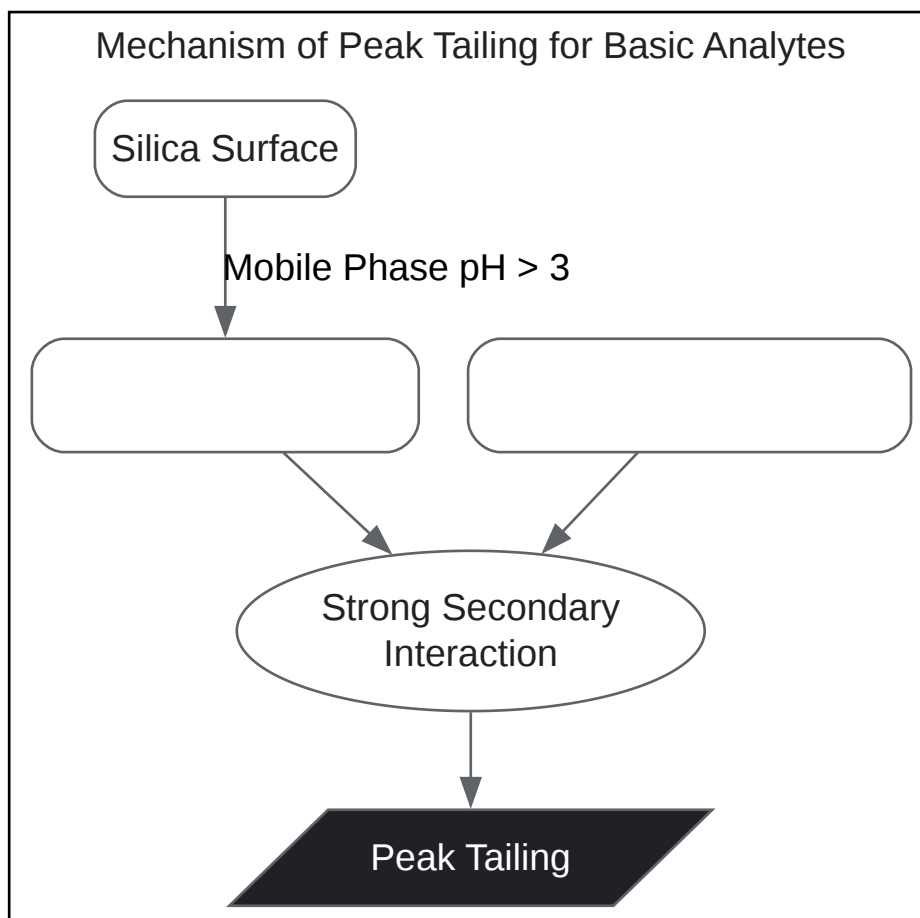 Mechanism of Peak Tailing for Basic Analytes
Silica Surface
Mobile Phase pH > 3
Strong Secondary
Interaction
Peak Tailing